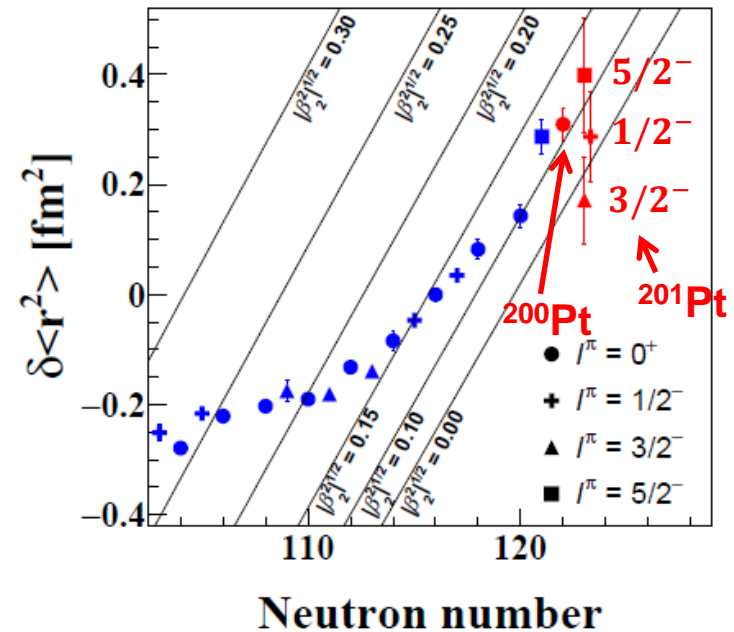 |β₂²|^1/2 = 0.30
|β₂²|^1/2 = 0.25
|β₂²|^1/2 = 0.20
0.4
5/2⁻
1/2⁻
0.2
3/2⁻
δ<r²> [fm²]
0
²⁰⁰Pt
²⁰¹Pt
● I^π = 0⁺
✚ I^π = 1/2⁻
−0.2
▲ I^π = 3/2⁻
■ I^π = 5/2⁻
|β₂²|^1/2 = 0.15
|β₂²|^1/2 = 0.10
|β₂²|^1/2 = 0.00
−0.4
110
120
Neutron number